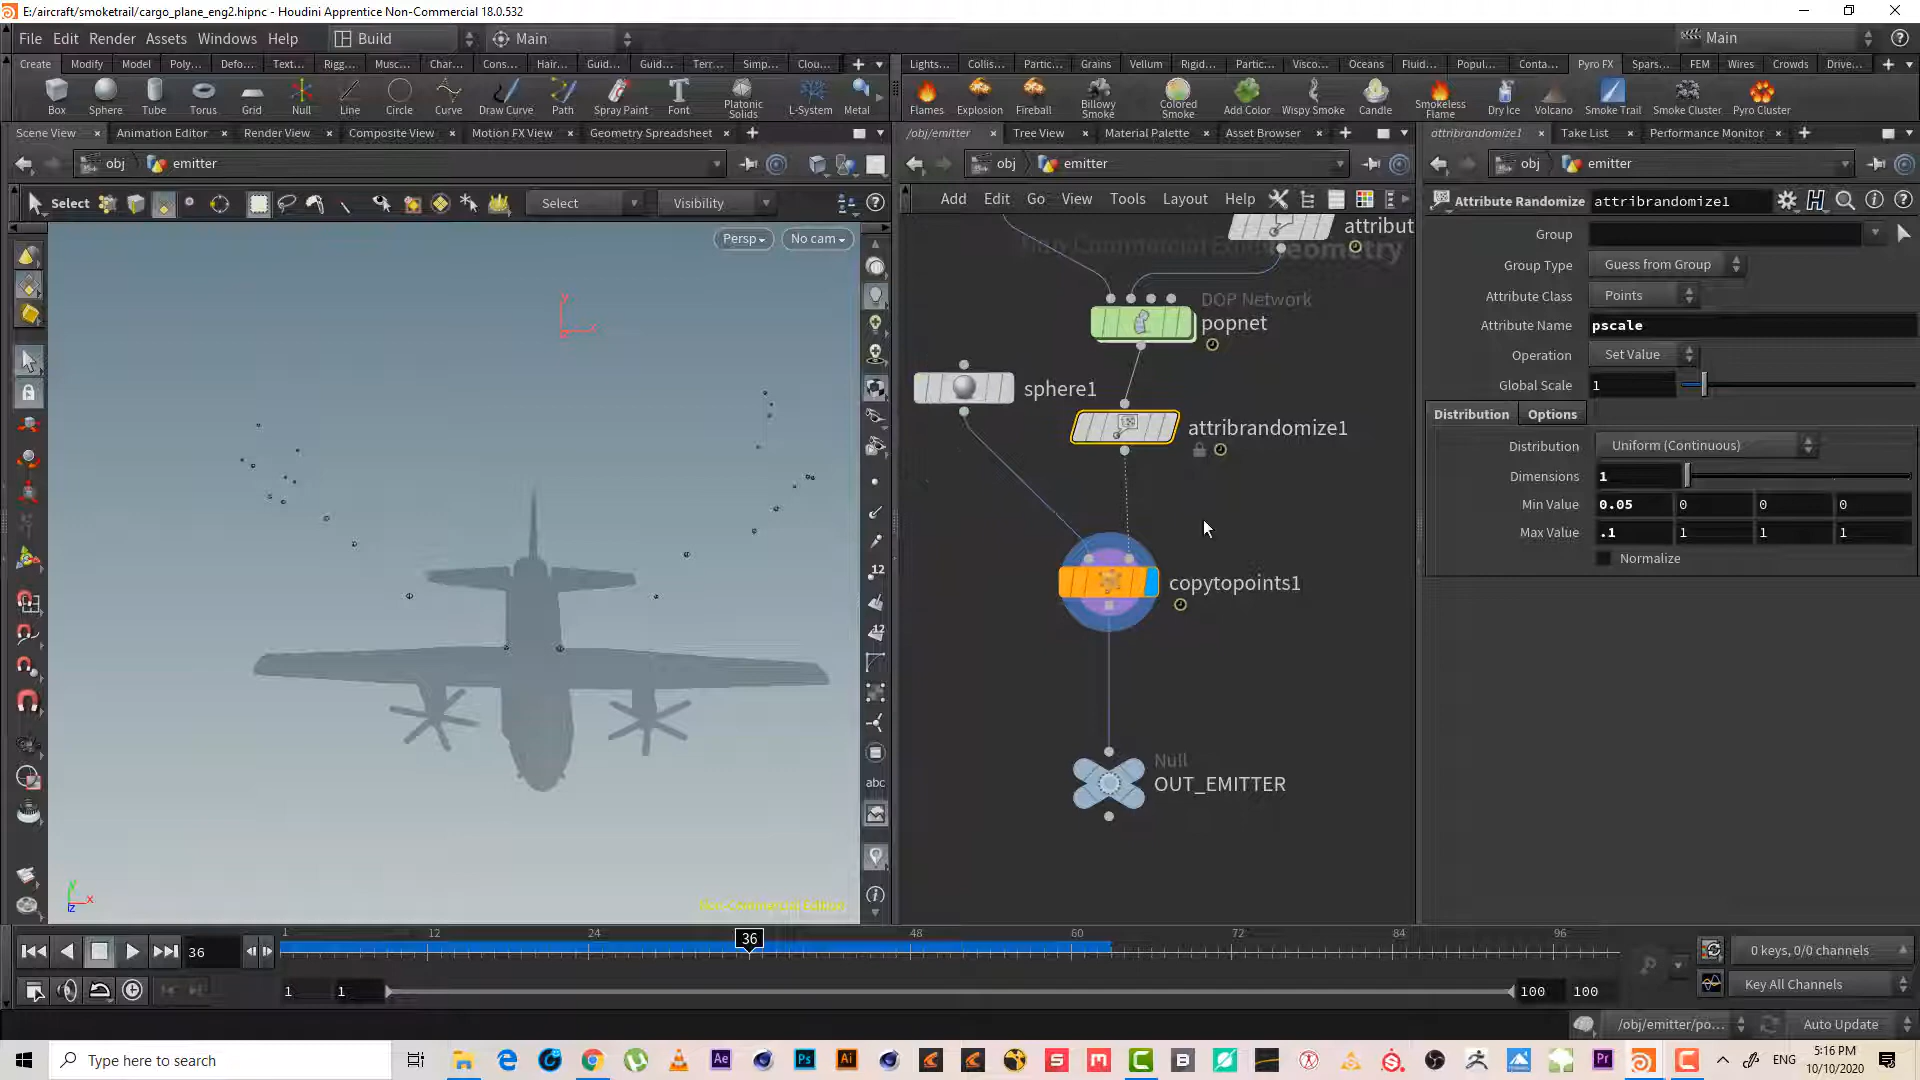 E:/aircraft/smoketrail/cargo_plane_eng2.hipnc - Houdini Apprentice Non-Commercial 18.0.532
File Edit Render Assets Windows Help Build Main Main
Create Modify Model Poly... Defo... Text... Rigg... Musc... Char... Cons... Hair... Guid... Guid... Terr... Simp... Clou...
Lights... Collis... Partic... Grains Vellum Rigid... Partic... Visco... Oceans Fluid... Popul... Conta... Pyro FX Spars... FEM Wires Crowds Drive...
Box Sphere Tube Torus Grid Null Line Circle Curve Draw Curve Path Spray Paint Font Platonic Solids L-System Metal
Flames Explosion Fireball Billowy Smoke Colored Smoke Add Color Wispy Smoke Candle Smokeless Flame Dry Ice Volcano Smoke Trail Smoke Cluster Pyro Cluster
Scene View Animation Editor Render View Composite View Motion FX View Geometry Spreadsheet
/obj/emitter Tree View Material Palette Asset Browser
attribrandomize1 Take List Performance Monitor
obj emitter
obj emitter
obj emitter
Select Select Visibility
Add Edit Go View Tools Layout Help
Attribute Randomize attribrandomize1
Persp No cam
Group
Group Type Guess from Group
Attribute Class Points
Attribute Name pscale
Operation Set Value
Global Scale 1
Distribution Options
Distribution Uniform (Continuous)
Dimensions 1
Min Value 0.05 0 0 0
Max Value .1 1 1 1
Normalize
attribut
Geometry
DOP Network
popnet
sphere1
attribrandomize1
copytopoints1
Null
OUT_EMITTER
y
y
x
z
12
12
abc
Non-Commercial Edition
36
1 12 24 36 48 60 72 84 96
1 1 100 100
0 keys, 0/0 channels
Key All Channels
/obj/emitter/po... Auto Update
Type here to search
Ae Ps Ai S M B Pr
ENG
5:16 PM
10/10/2020